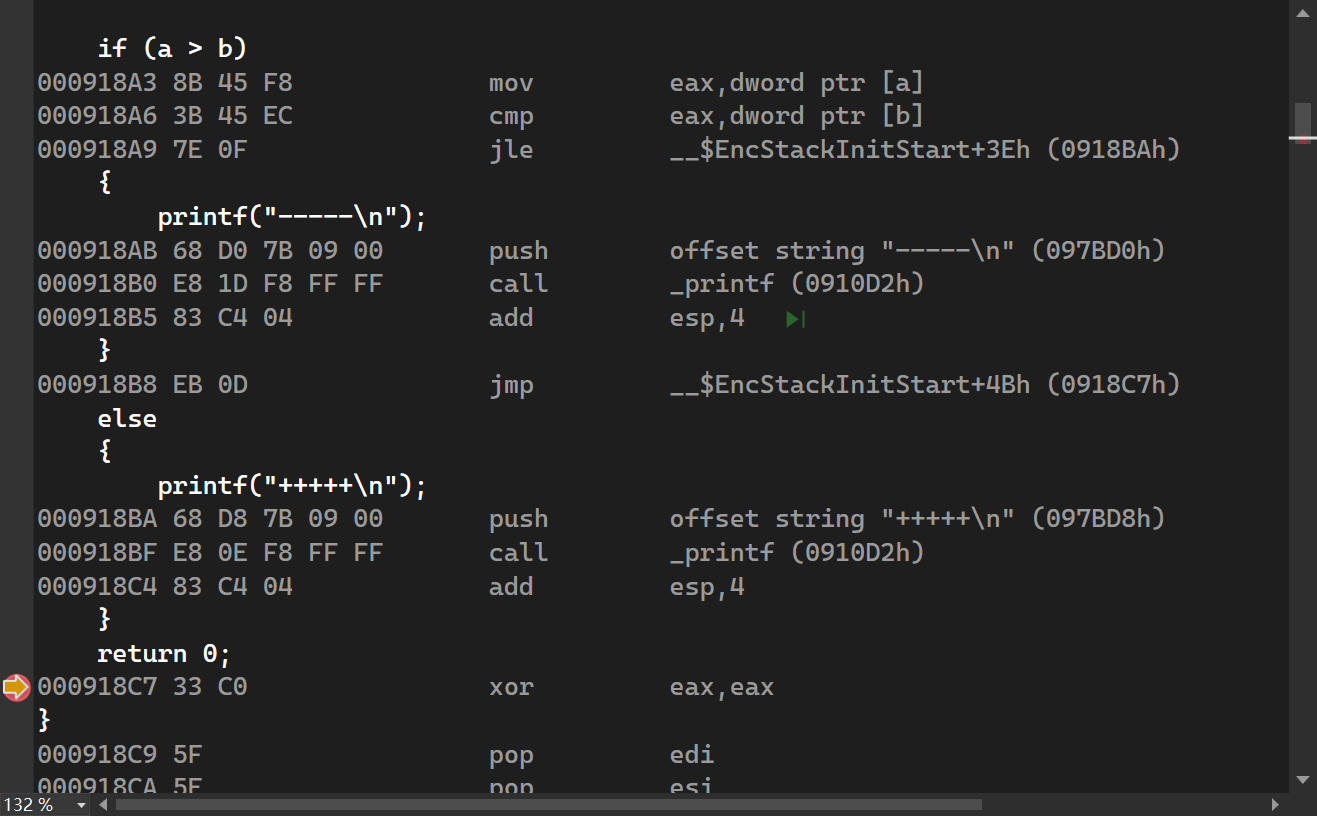 if (a > b)
000918A3 8B 45 F8 mov eax,dword ptr [a]
000918A6 3B 45 EC cmp eax,dword ptr [b]
000918A9 7E 0F jle __$EncStackInitStart+3Eh (0918BAh)
{
printf("-----\n");
000918AB 68 D0 7B 09 00 push offset string "-----\n" (097BD0h)
000918B0 E8 1D F8 FF FF call _printf (0910D2h)
000918B5 83 C4 04 add esp,4
}
000918B8 EB 0D jmp __$EncStackInitStart+4Bh (0918C7h)
else
{
printf("+++++\n");
000918BA 68 D8 7B 09 00 push offset string "+++++\n" (097BD8h)
000918BF E8 0E F8 FF FF call _printf (0910D2h)
000918C4 83 C4 04 add esp,4
}
return 0;
000918C7 33 C0 xor eax,eax
}
000918C9 5F pop edi
000918CA 5E pop esi
132 %